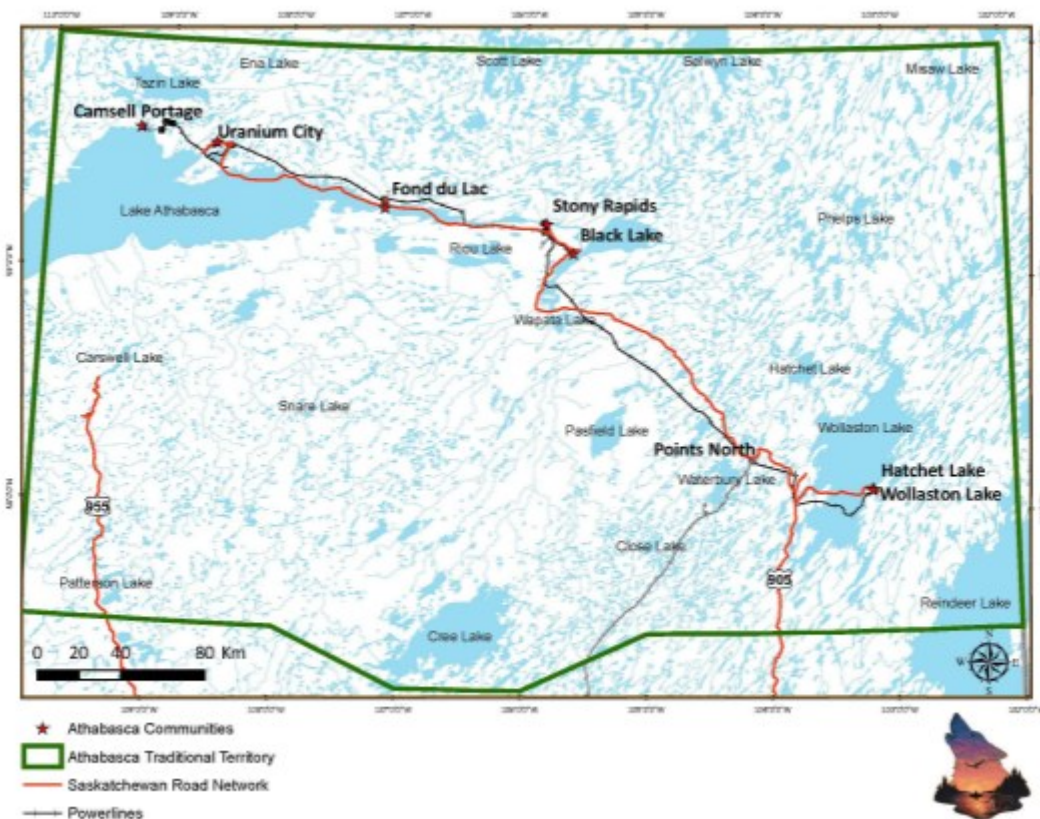 Ena Lake
Scott Lake
Selwyn Lake
Misaw Lake
Tazin Lake
Camsell Portage
Uranium City
Fond du Lac
Lake Athabasca
Stony Rapids
Phelps Lake
Black Lake
Riou Lake
Wapata Lake
Carswell Lake
Hatchet Lake
Snare Lake
Pasfield Lake
Wollaston Lake
Points North
Waterbury Lake
Hatchet Lake
Wollaston Lake
955
Close Lake
905
Patterson Lake
Reindeer Lake
Cree Lake
0 20 40 80 Km
N
W E
S
Athabasca Communities
Athabasca Traditional Territory
Saskatchewan Road Network
Powerlines